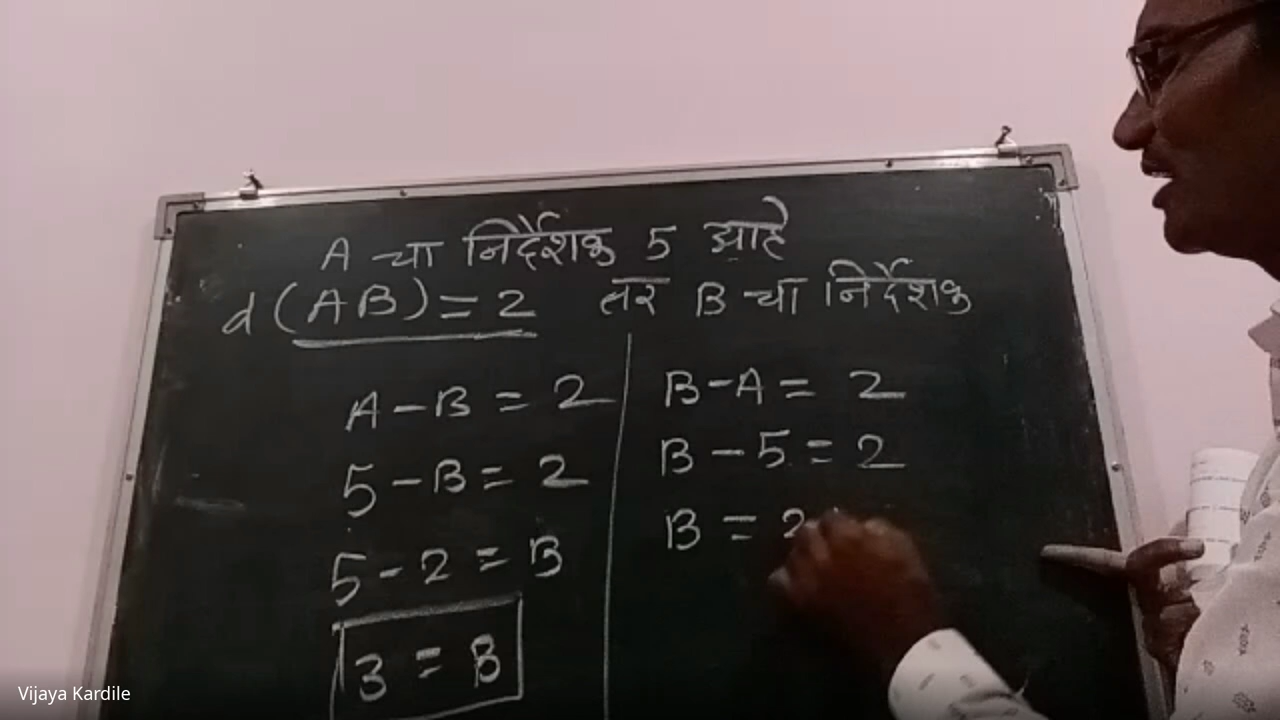 A चा निर्देशक 5 आहे
d(AB)=2 तर B चा निर्देशक
A-B=2
5-B=2
5-2=B
3=B
B-A=2
B-5=2
B=2
Vijaya Kardile